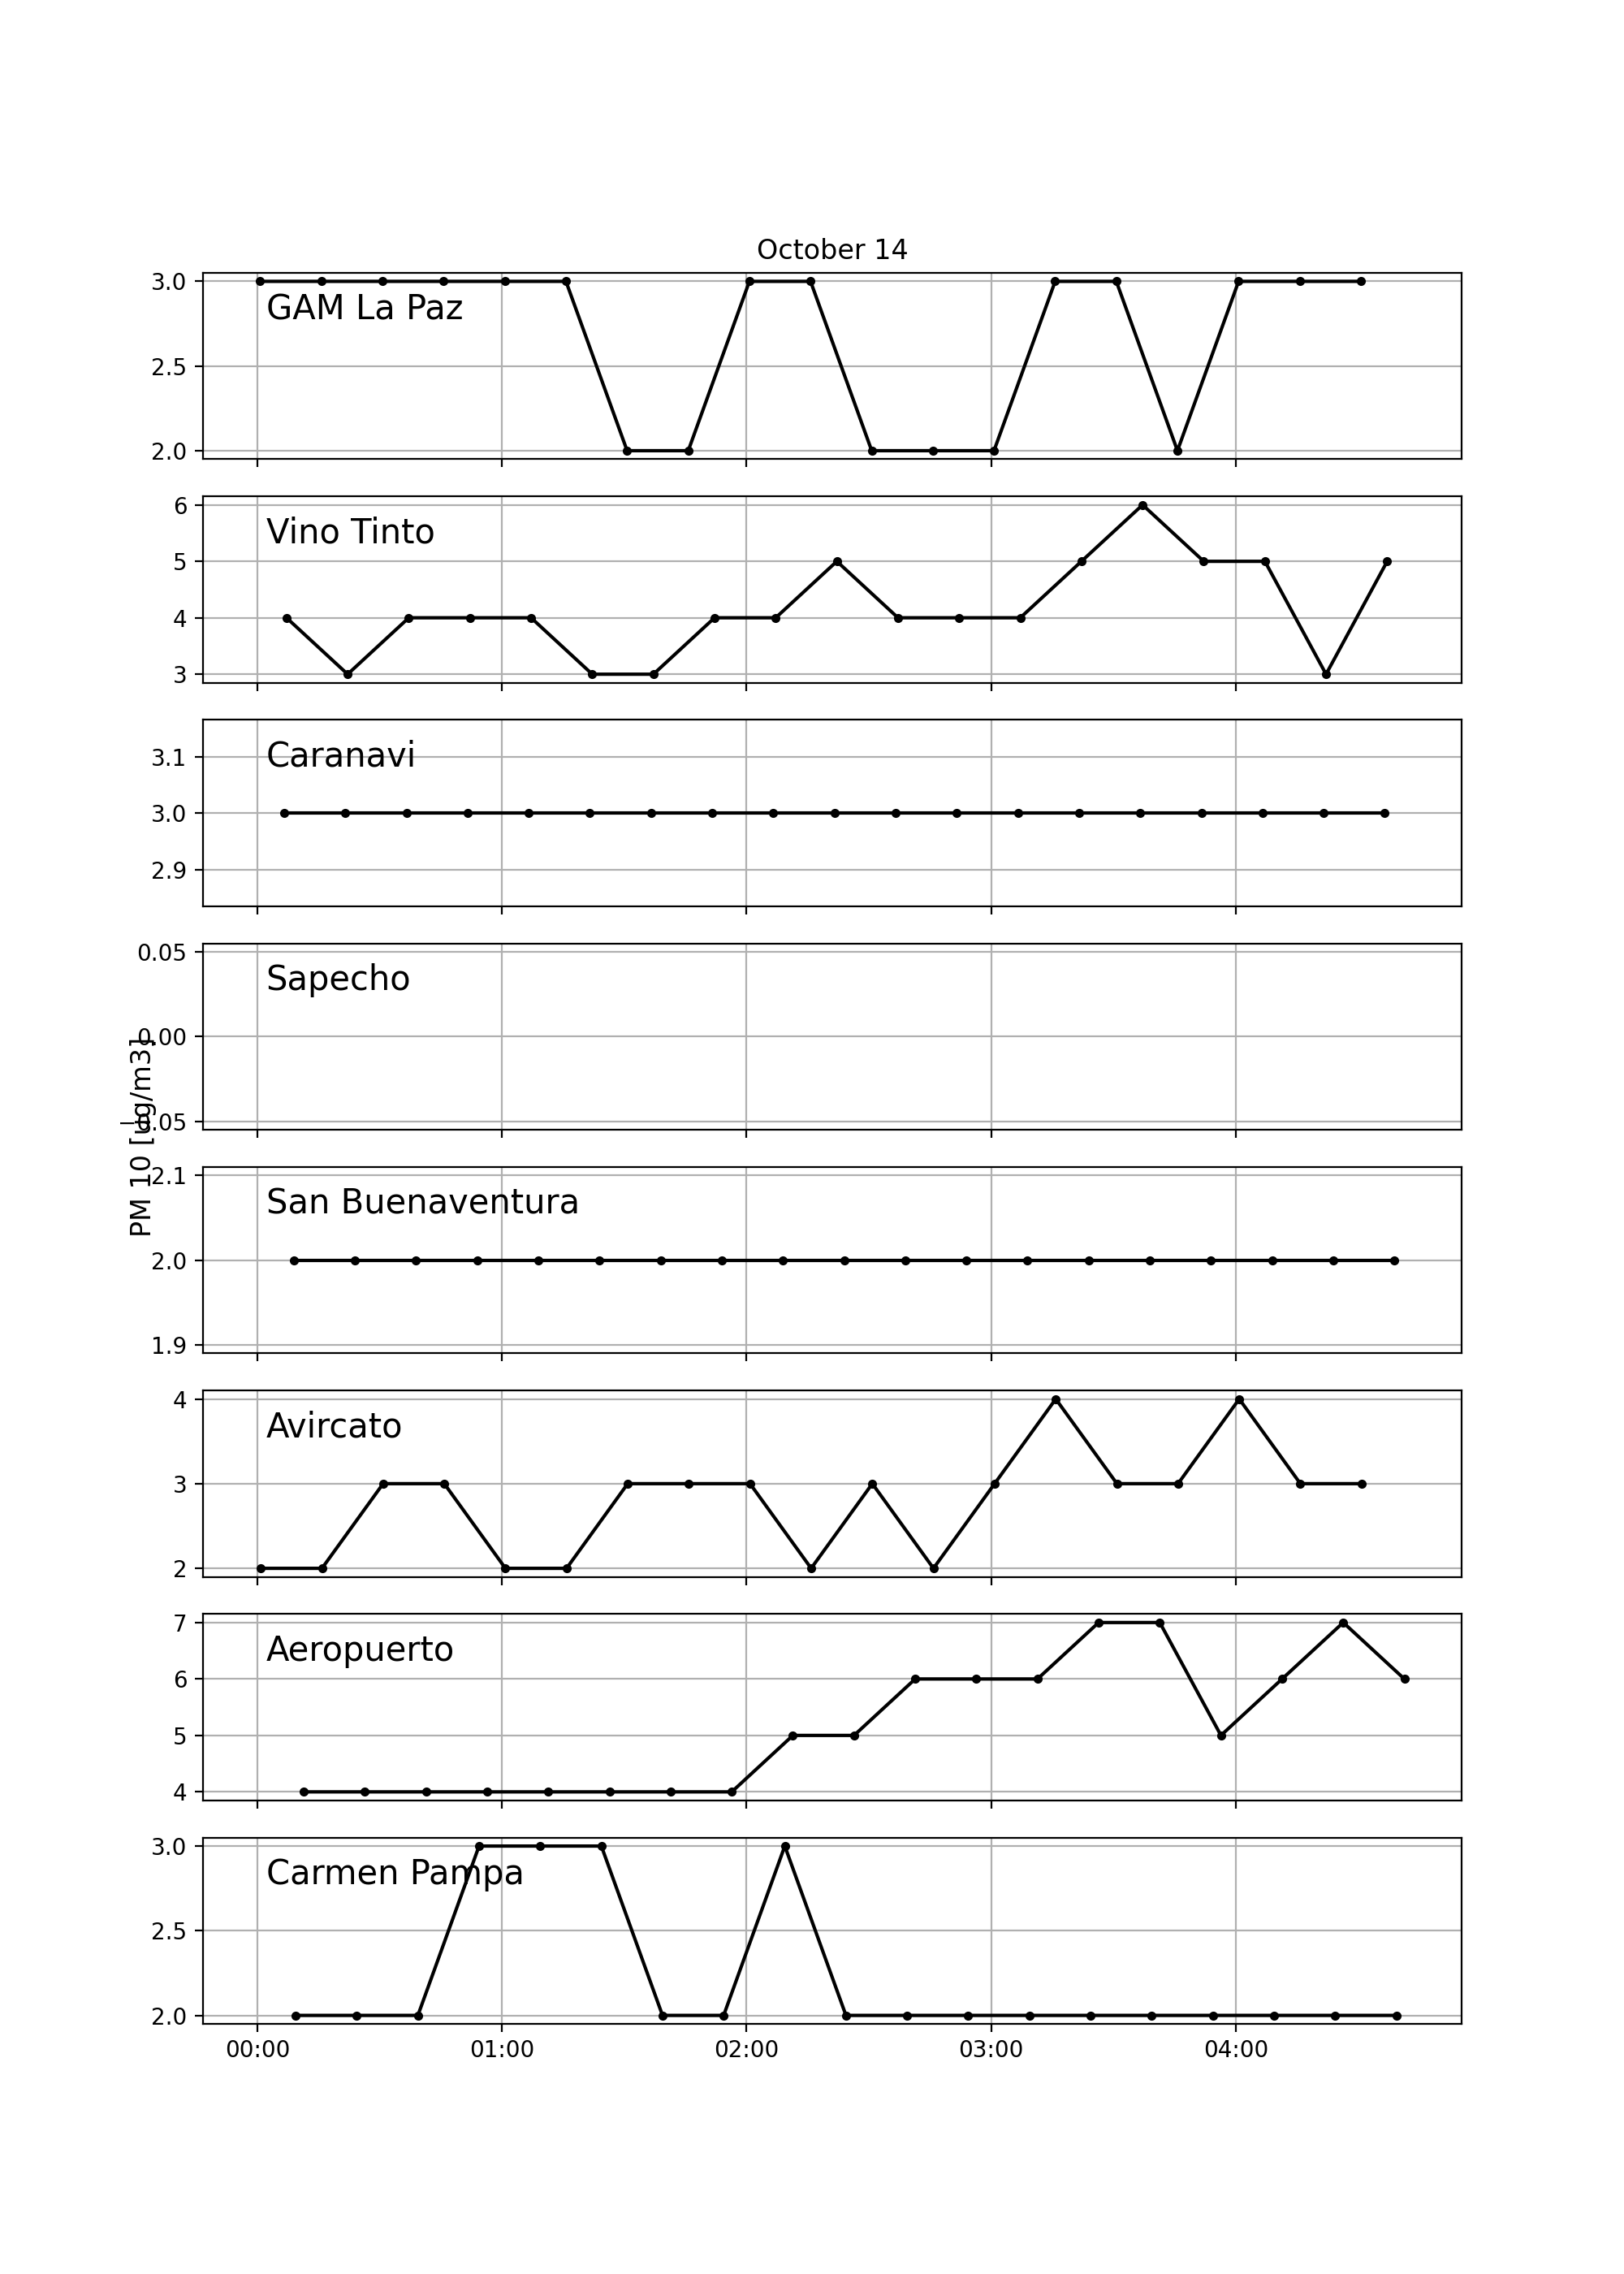 October 14
3.0
GAM La Paz
2.5
2.0
6
Vino Tinto
5
4
3
3.1
Caranavi
3.0
2.9
0.05
Sapecho
0.00
−0.05
PM 10 [ug/m3]
2.1
San Buenaventura
2.0
1.9
4
Avircato
3
2
7
Aeropuerto
6
5
4
3.0
Carmen Pampa
2.5
2.0
00:00 01:00 02:00 03:00 04:00